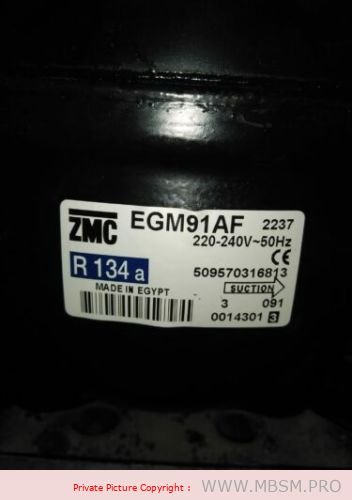 ZMC EGM91AF 2237
220-240V~50Hz
R 134 a 509570316813
MADE IN EGYPT SUCTION
3 091
0014301 3
Private Picture Copyright : WWW.MBSM.PRO